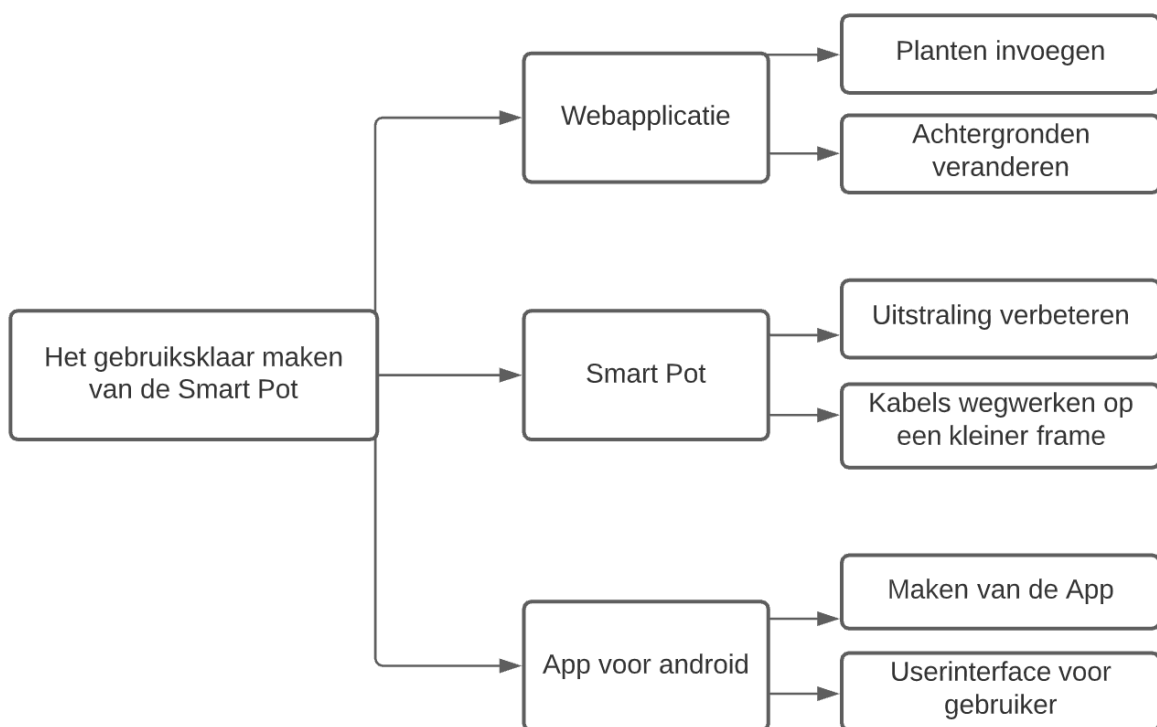 Het gebruiksklaar maken
van de Smart Pot
Webapplicatie
Planten invoegen
Achtergronden
veranderen
Smart Pot
Uitstraling verbeteren
Kabels wegwerken op
een kleiner frame
App voor android
Maken van de App
Userinterface voor
gebruiker